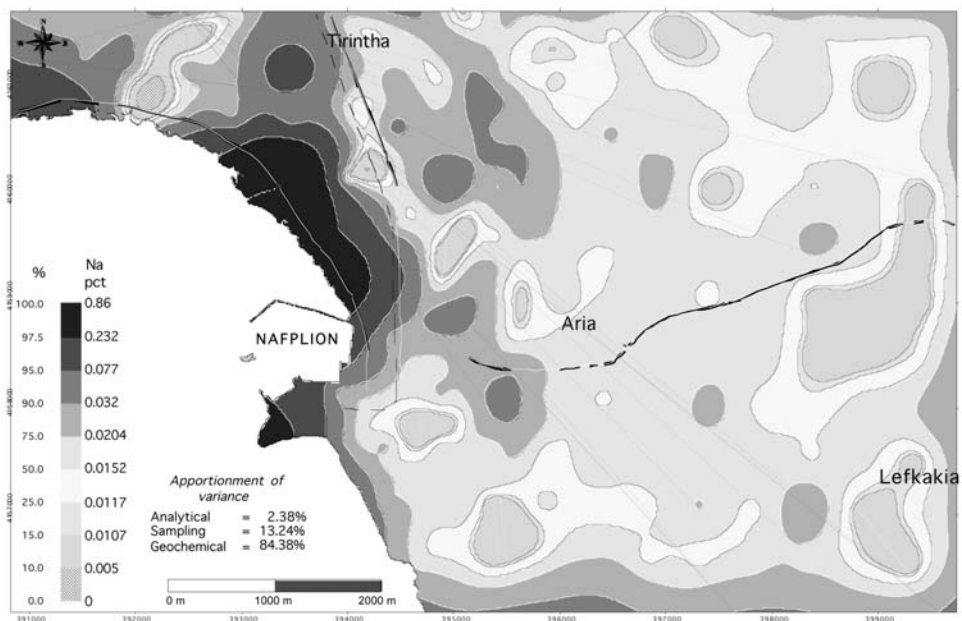 N
Tirintha
NAFPLION
Aria
Lefkakia
% Na
pct
100.0 0.86
97.5 0.232
95.0 0.077
90.0 0.032
75.0 0.0204
50.0 0.0152
25.0 0.0117
15.0 0.0107
10.0 0.005
0.0 0
Apportionment of
variance
Analytical = 2.38%
Sampling = 13.24%
Geochemical = 84.38%
0 m 1000 m 2000 m
4159000
4158000
4157000
391000 392000 393000 394000 395000 396000 397000 398000 399000